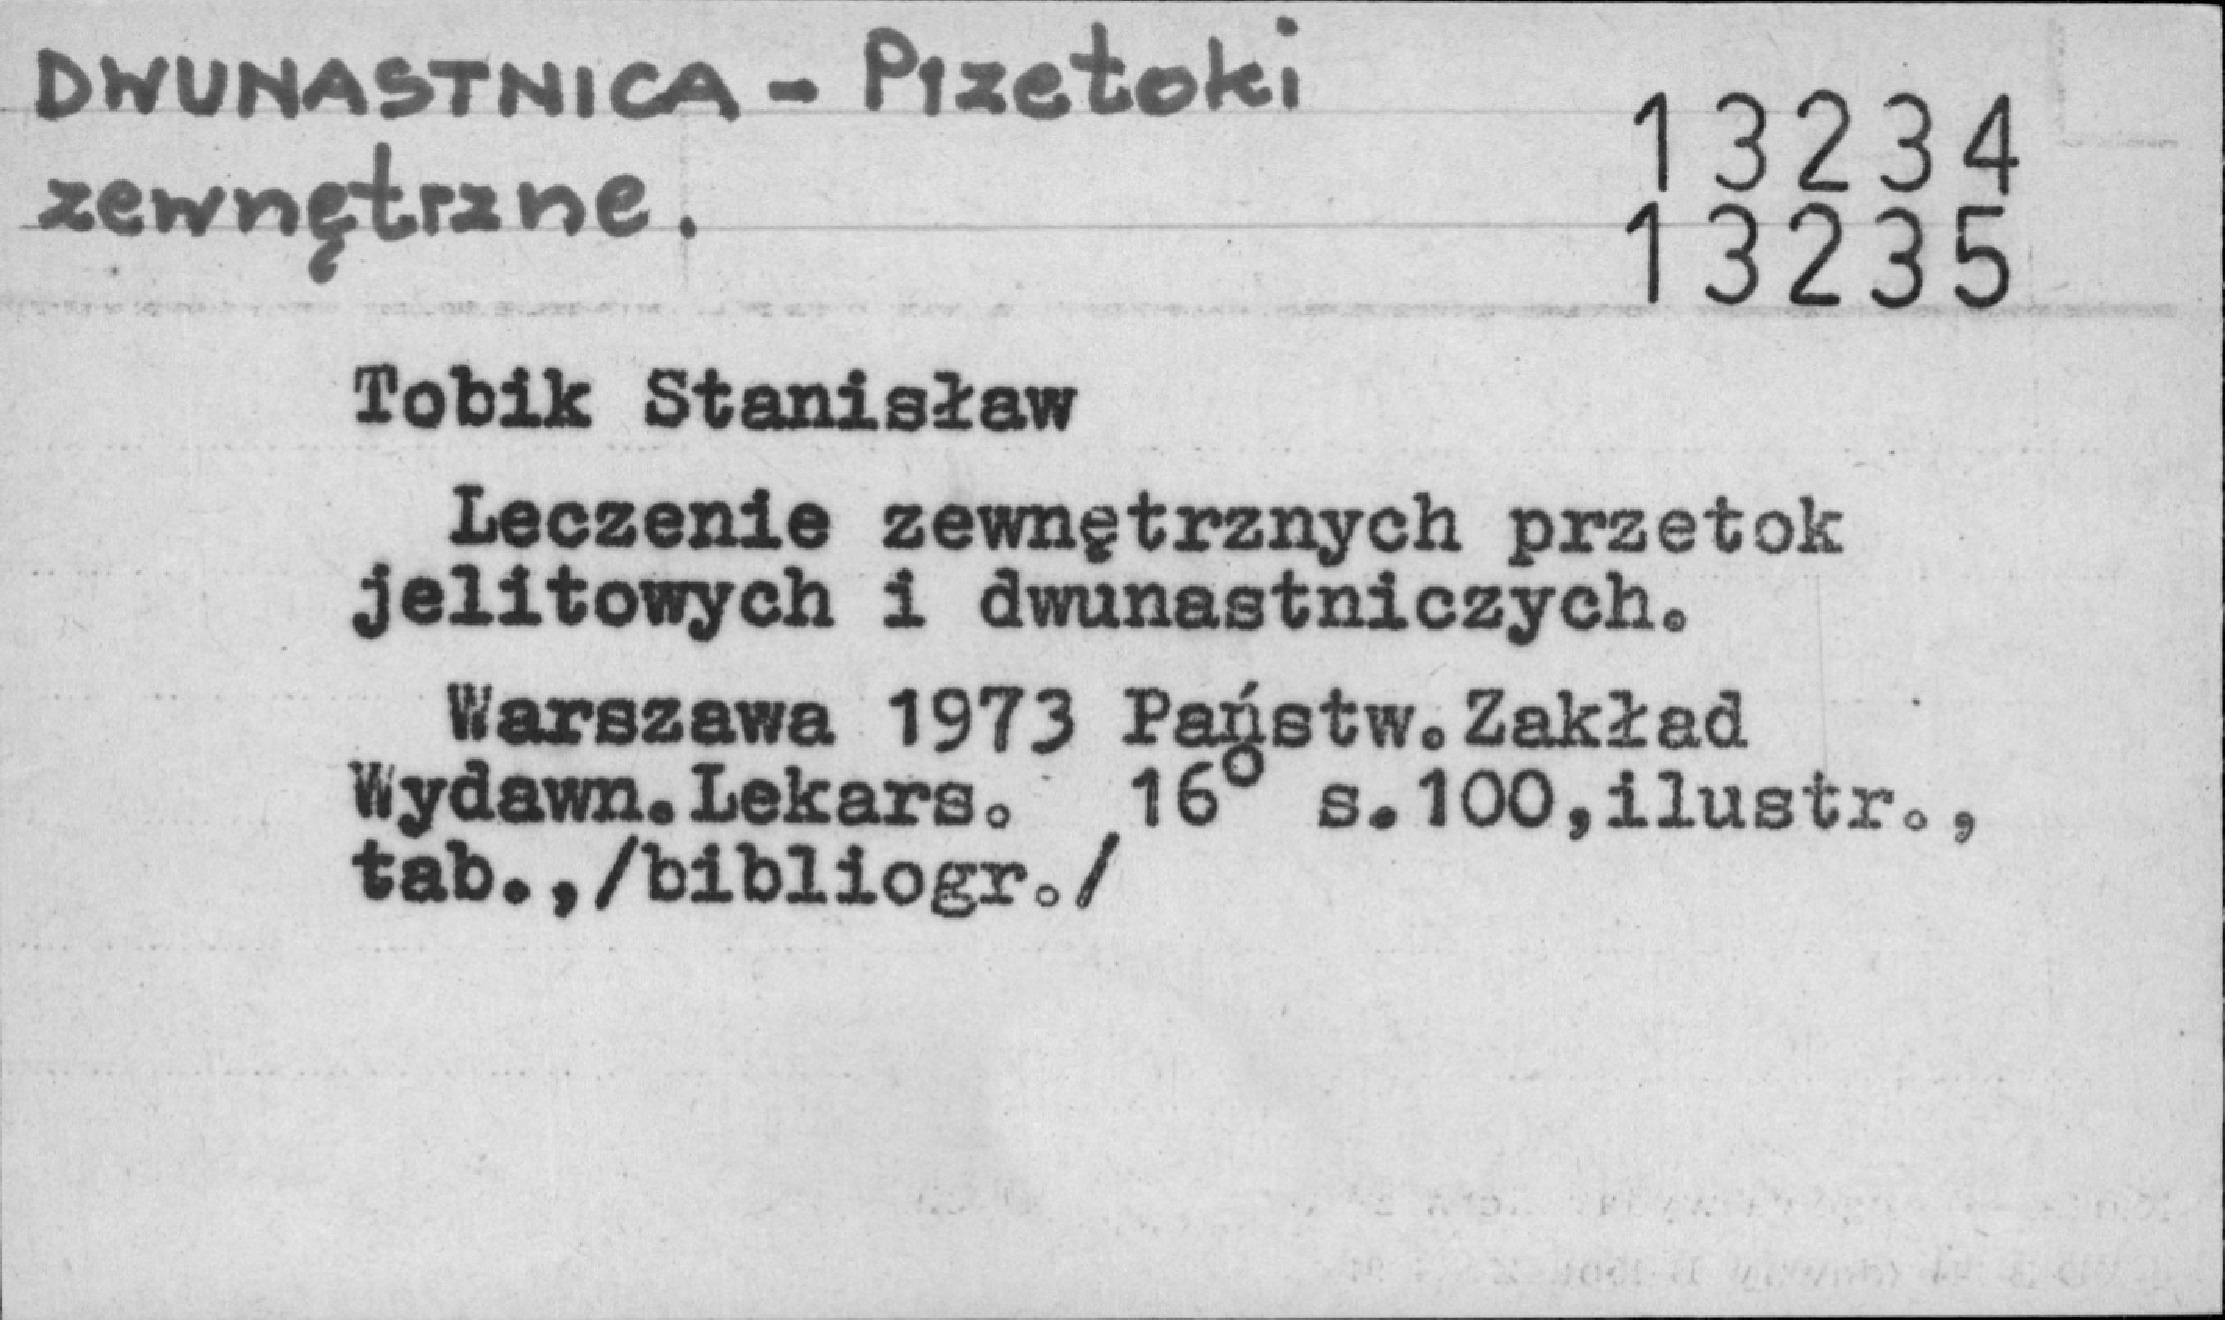 DWUNASTNICA - Przetoki
zewnętrzne.
13234
13235
Tobik Stanisław
Leczenie zewnętrznych przetok
jelitowych i dwunastniczych.
Warszawa 1973 Państw.Zakład
Wydawn.Lekars. 16° s.100,ilustr.,
tab.,/bibliogr./